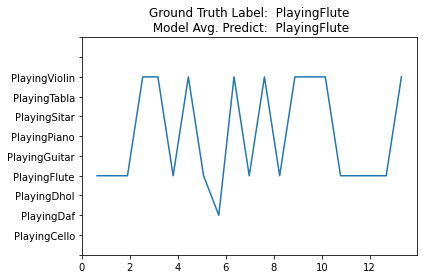 Ground Truth Label:  PlayingFlute
Model Avg. Predict:  PlayingFlute
PlayingViolin
PlayingTabla
PlayingSitar
PlayingPiano
PlayingGuitar
PlayingFlute
PlayingDhol
PlayingDaf
PlayingCello
0 2 4 6 8 10 12